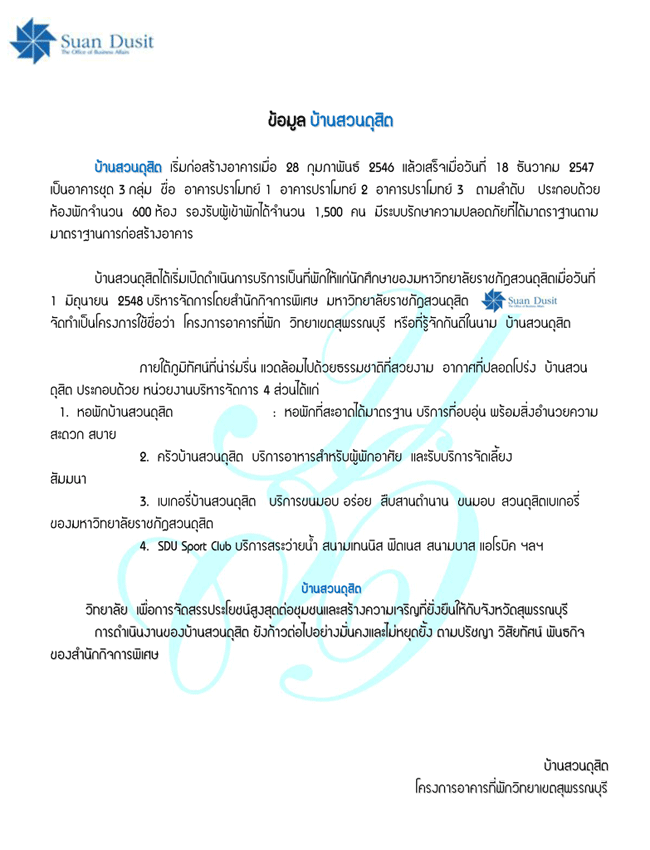 Suan Dusit
The Office of Business Affairs
ข้อมูล บ้านสวนดุสิต
บ้านสวนดุสิต เริ่มก่อสร้างอาคารเมื่อ 28 กุมภาพันธ์ 2546 แล้วเสร็จเมื่อวันที่ 18 ธันวาคม 2547
เป็นอาคารชุด 3 กลุ่ม ชื่อ อาคารปราโมทย์ 1 อาคารปราโมทย์ 2 อาคารปราโมทย์ 3 ตามลำดับ ประกอบด้วย
ห้องพักจำนวน 600 ห้อง รองรับผู้เข้าพักได้จำนวน 1,500 คน มีระบบรักษาความปลอดภัยที่ได้มาตราฐานตาม
มาตราฐานการก่อสร้างอาคาร
บ้านสวนดุสิตได้เริ่มเปิดดำเนินการบริการเป็นที่พักให้แก่นักศึกษาของมหาวิทยาลัยราชภัฎสวนดุสิตเมื่อวันที่
1 มิถุนายน 2548 บริหารจัดการโดยสำนักกิจการพิเศษ มหาวิทยาลัยราชภัฎสวนดุสิต Suan Dusit
จัดทำเป็นโครงการใช้ชื่อว่า โครงการอาคารที่พัก วิทยาเขตสุพรรณบุรี หรือที่รู้จักกันดีในนาม บ้านสวนดุสิต
ภายใต้ภูมิทัศน์ที่น่าร่มรื่น แวดล้อมไปด้วยธรรมชาติที่สวยงาม อากาศที่ปลอดโปร่ง บ้านสวน
ดุสิต ประกอบด้วย หน่วยงานบริหารจัดการ 4 ส่วนได้แก่
1. หอพักบ้านสวนดุสิต : หอพักที่สะอาดได้มาตรฐาน บริการที่อบอุ่น พร้อมสิ่งอำนวยความ
สะดวก สบาย
2. ครัวบ้านสวนดุสิต บริการอาหารสำหรับผู้พักอาศัย และรับบริการจัดเลี้ยง
สัมมนา
3. เบเกอรี่บ้านสวนดุสิต บริการขนมอบ อร่อย สืบสานตำนาน ขนมอบ สวนดุสิตเบเกอรี่
ของมหาวิทยาลัยราชภัฎสวนดุสิต
4. SDU Sport Club บริการสระว่ายน้ำ สนามเทนนิส ฟิตเนส สนามบาส แอโรบิค ฯลฯ
บ้านสวนดุสิต
วิทยาลัย เพื่อการจัดสรรประโยชน์สูงสุดต่อชุมชนและสร้างความเจริญที่ยั่งยืนให้กับจังหวัดสุพรรณบุรี
การดำเนินงานของบ้านสวนดุสิต ยังก้าวต่อไปอย่างมั่นคงและไม่หยุดยั้ง ตามปรัชญา วิสัยทัศน์ พันธกิจ
ของสำนักกิจการพิเศษ
บ้านสวนดุสิต
โครงการอาคารที่พักวิทยาเขตสุพรรณบุรี